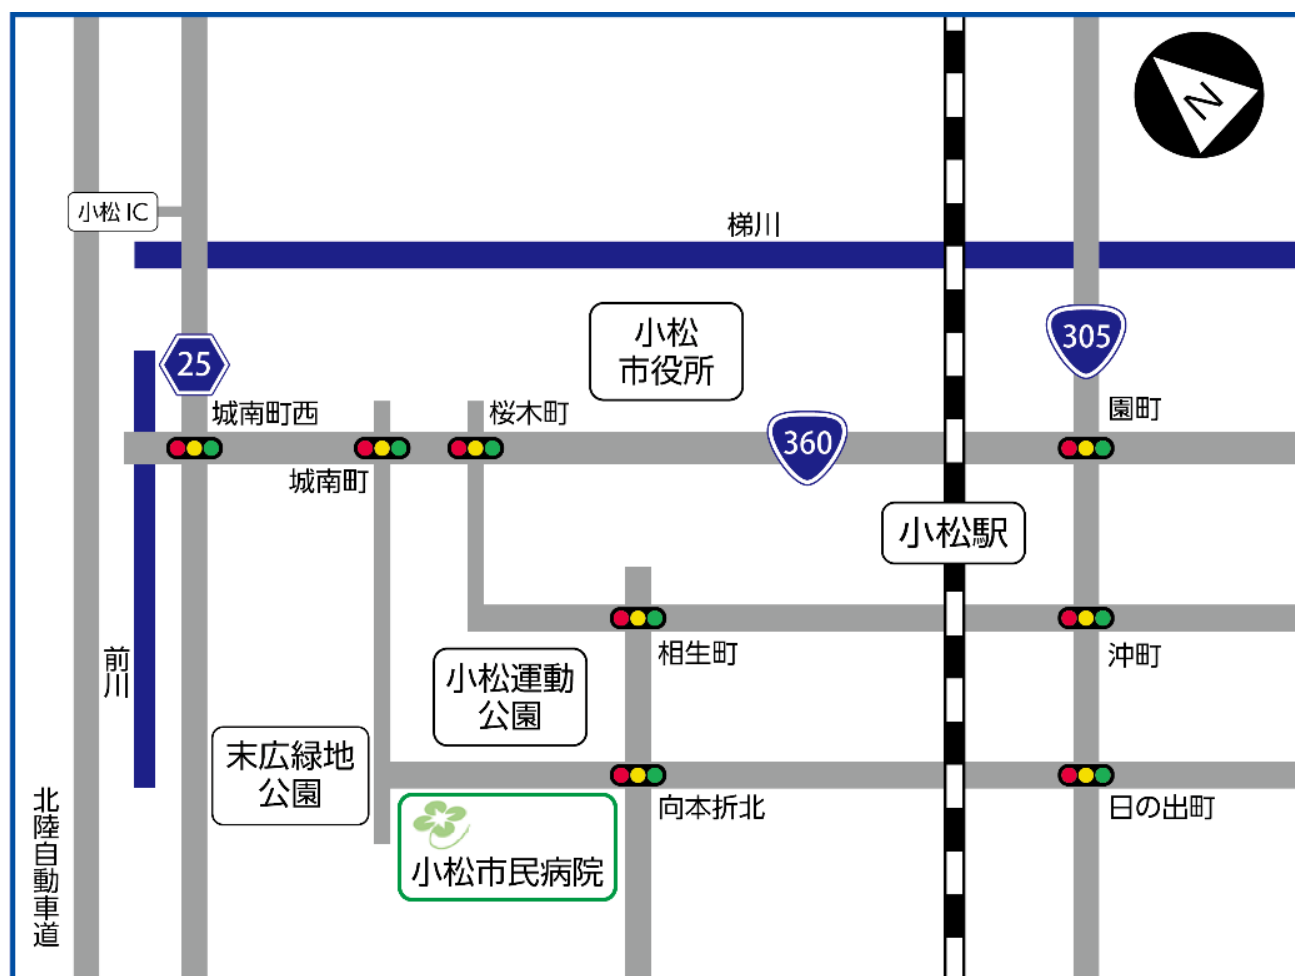 N
小松 IC
梯川
小松
市役所
25
305
城南町西
桜木町
園町
360
城南町
小松駅
前川
相生町
沖町
小松運動
公園
末広緑地
公園
北陸自動車道
向本折北
日の出町
小松市民病院